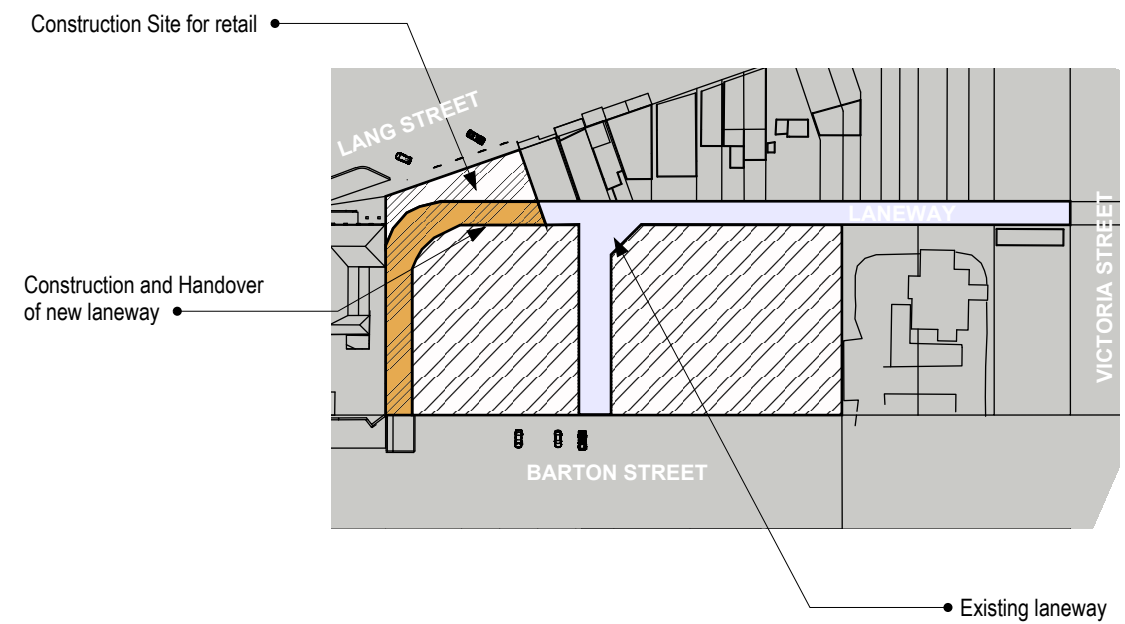 Construction Site for retail
LANG STREET
LANEWAY
VICTORIA STREET
Construction and Handover
of new laneway
BARTON STREET
Existing laneway